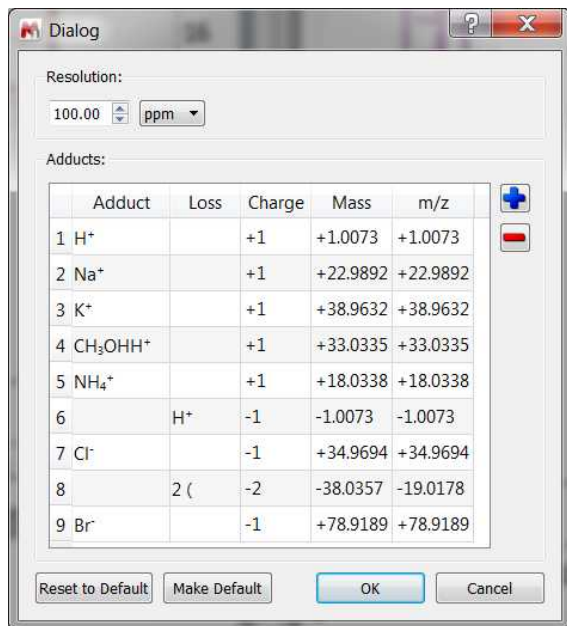 Dialog
Resolution:
100.00 ppm
Adducts:
Adduct Loss Charge Mass m/z
1 H⁺ +1 +1.0073 +1.0073
2 Na⁺ +1 +22.9892 +22.9892
3 K⁺ +1 +38.9632 +38.9632
4 CH₃OHH⁺ +1 +33.0335 +33.0335
5 NH₄⁺ +1 +18.0338 +18.0338
6 H⁺ -1 -1.0073 -1.0073
7 Cl⁻ -1 +34.9694 +34.9694
8 2 ( -2 -38.0357 -19.0178
9 Br⁻ -1 +78.9189 +78.9189
Reset to Default Make Default OK Cancel